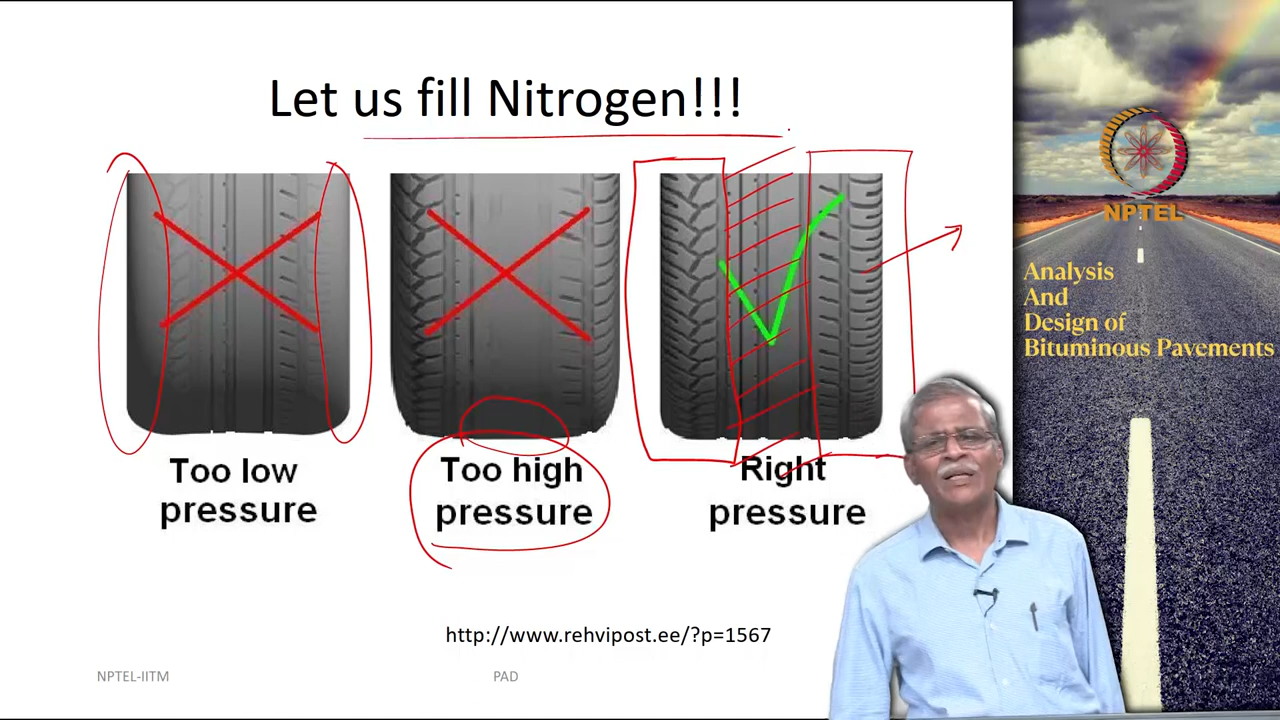 Let us fill Nitrogen!!!
Too low
pressure
Too high
pressure
Right
pressure
http://www.rehvipost.ee/?p=1567
NPTEL-IITM
PAD
NPTEL
Analysis
And
Design of
Bituminous Pavements